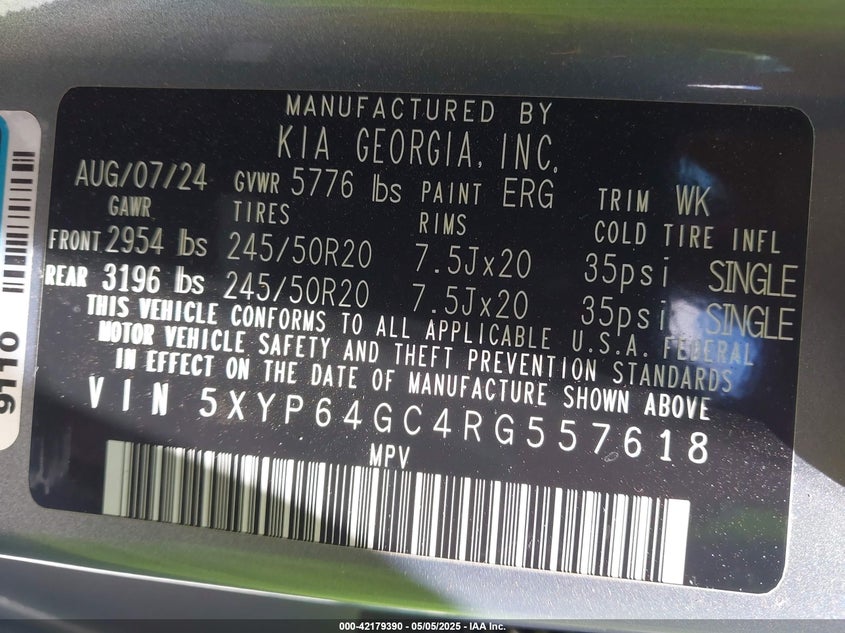 MANUFACTURED BY
KIA GEORGIA, INC.
AUG/07/24 GVWR 5776 lbs PAINT ERG TRIM WK
GAWR TIRES RIMS COLD TIRE INFL
FRONT 2954 lbs 245/50R20 7.5Jx20 35psi SINGLE
REAR 3196 lbs 245/50R20 7.5Jx20 35psi SINGLE
THIS VEHICLE CONFORMS TO ALL APPLICABLE U.S.A. FEDERAL
MOTOR VEHICLE SAFETY AND THEFT PREVENTION STANDARDS
IN EFFECT ON THE DATE OF MANUFACTURE SHOWN ABOVE
VIN 5XYP64GC4RG557618
MPV
9110
000-42179390 - 05/05/2025 - IAA Inc.